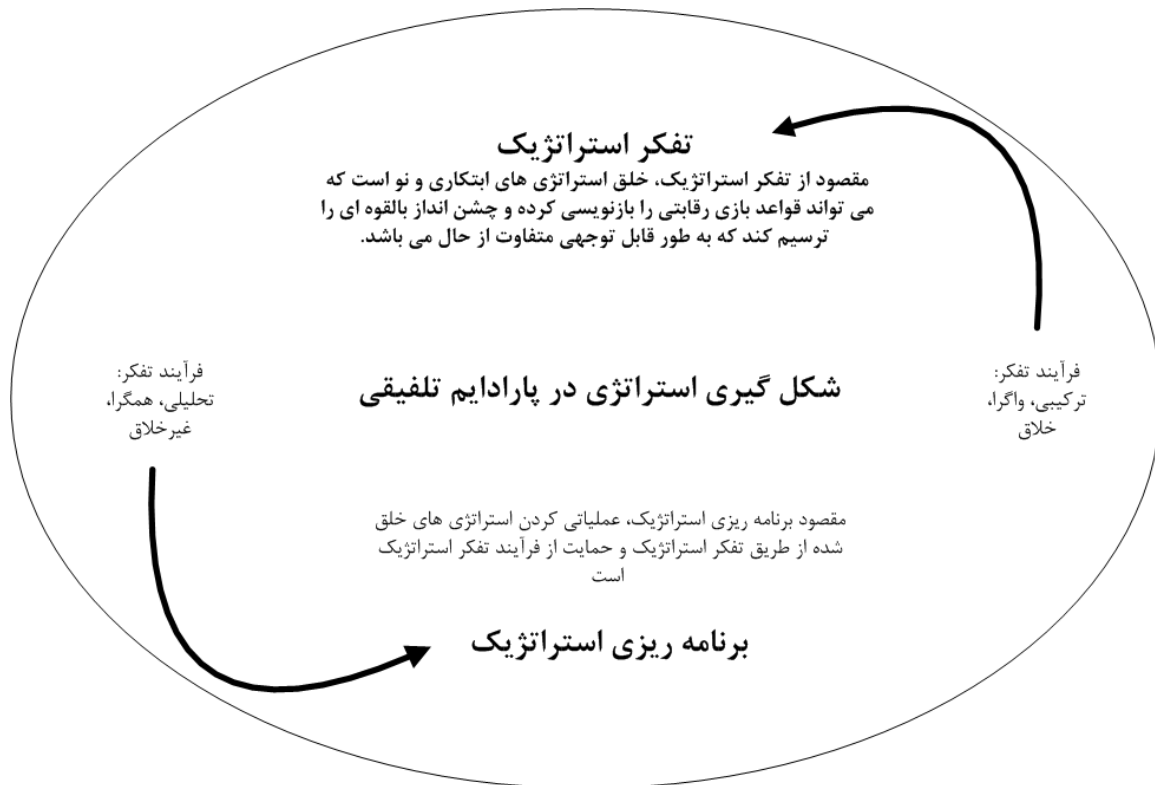 تفکر استراتژیک
مقصود از تفکر استراتژیک، خلق استراتژی های ابتکاری و نو است که
می تواند قواعد بازی رقابتی را بازنویسی کرده و چشن انداز بالقوه ای را
ترسیم کند که به طور قابل توجهی متفاوت از حال می باشد.
فرآیند تفکر:
ترکیبی، واگرا،
خلاق
شکل گیری استراتژی در پارادایم تلفیقی
فرآیند تفکر:
تحلیلی، همگرا،
غیرخلاق
مقصود برنامه ریزی استراتژیک، عملیاتی کردن استراتژی های خلق
شده از طریق تفکر استراتژیک و حمایت از فرآیند تفکر استراتژیک
است
برنامه ریزی استراتژیک